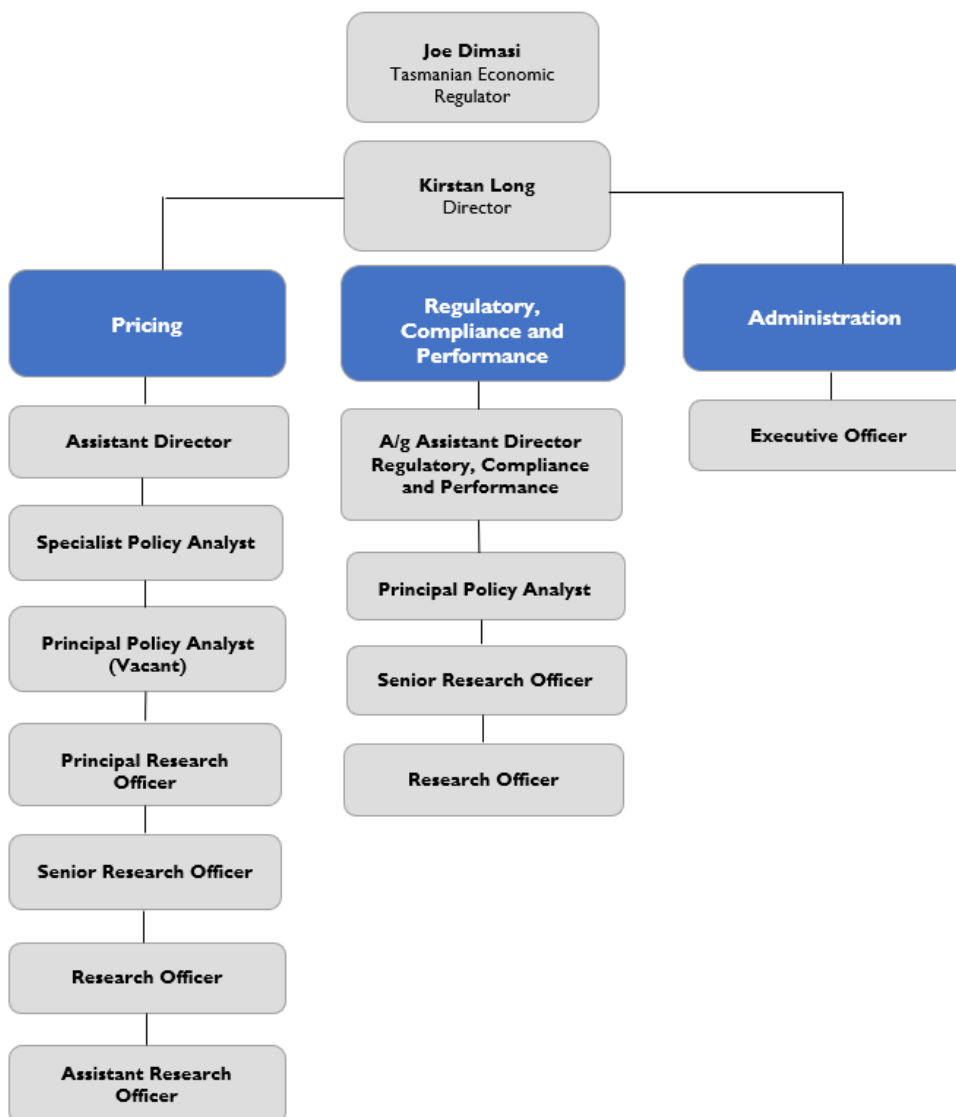 Joe Dimasi
Tasmanian Economic
Regulator
Kirstan Long
Director
Pricing
Assistant Director
Specialist Policy Analyst
Principal Policy Analyst
(Vacant)
Principal Research
Officer
Senior Research Officer
Research Officer
Assistant Research
Officer
Regulatory,
Compliance and
Performance
A/g Assistant Director
Regulatory, Compliance
and Performance
Principal Policy Analyst
Senior Research Officer
Research Officer
Administration
Executive Officer